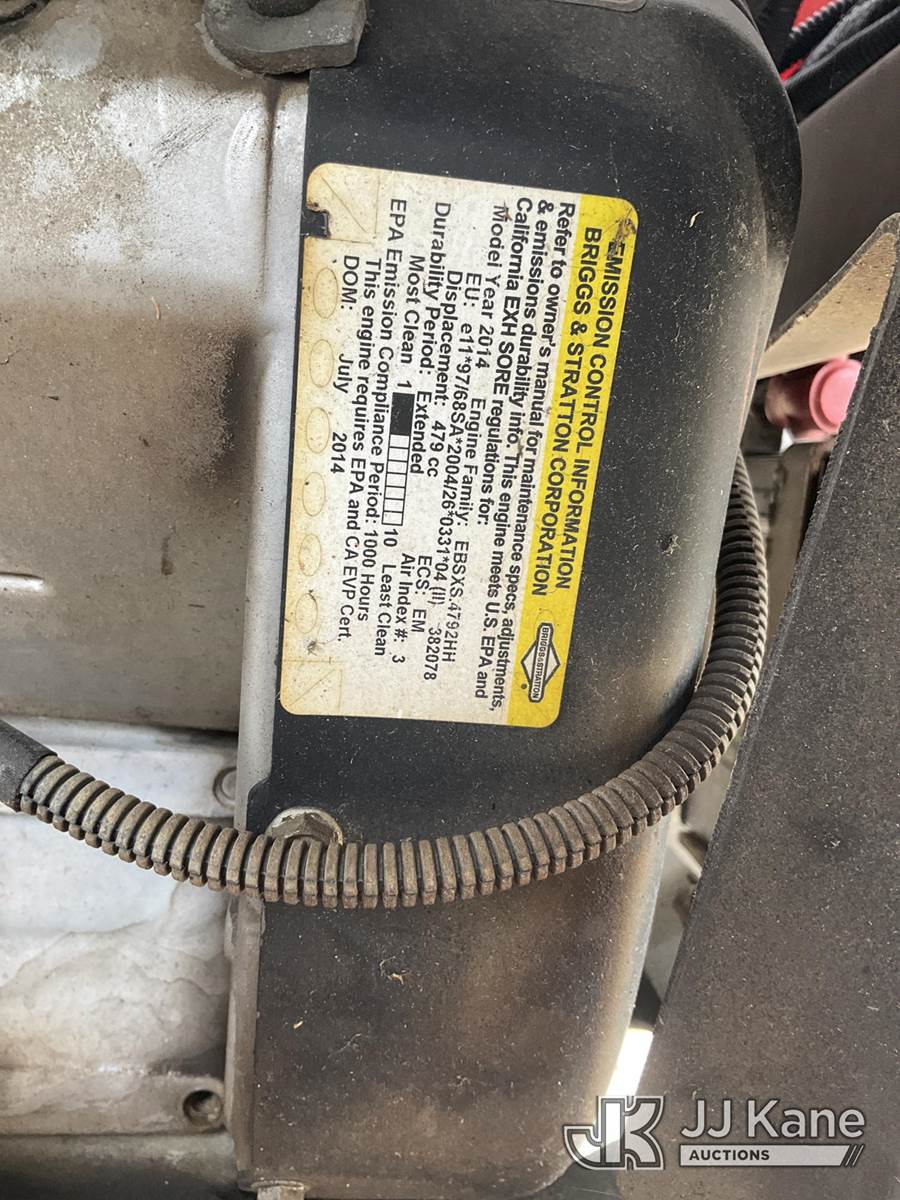 EMISSION CONTROL INFORMATION
BRIGGS & STRATTON CORPORATION
BRIGGS & STRATTON
Refer to owner's manual for maintenance specs, adjustments,
& emissions durability info. This engine meets U.S. EPA and
California EXH SORE regulations for:
Model Year 2014 Engine Family: EBSXS.4792HH
EU: e11*97/68SA*2004/26*0331*04 (II) 382078
Displacement: 479 cc ECS: EM
Durability Period: Extended Air Index #: 3
Most Clean 1 10 Least Clean
EPA Emission Compliance Period: 1000 Hours
This engine requires EPA and CA EVP Cert.
DOM: July 2014
JK JJ Kane
AUCTIONS